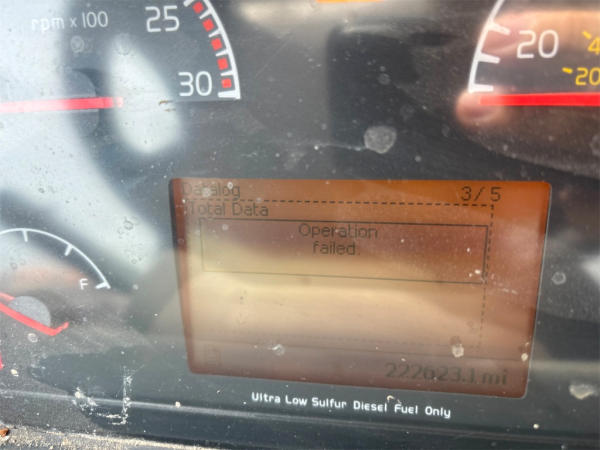 rpm x 100
25
30
20
-20
F
Datalog
3/5
Total Data
Operation
failed.
222623.1 mi
Ultra Low Sulfur Diesel Fuel Only